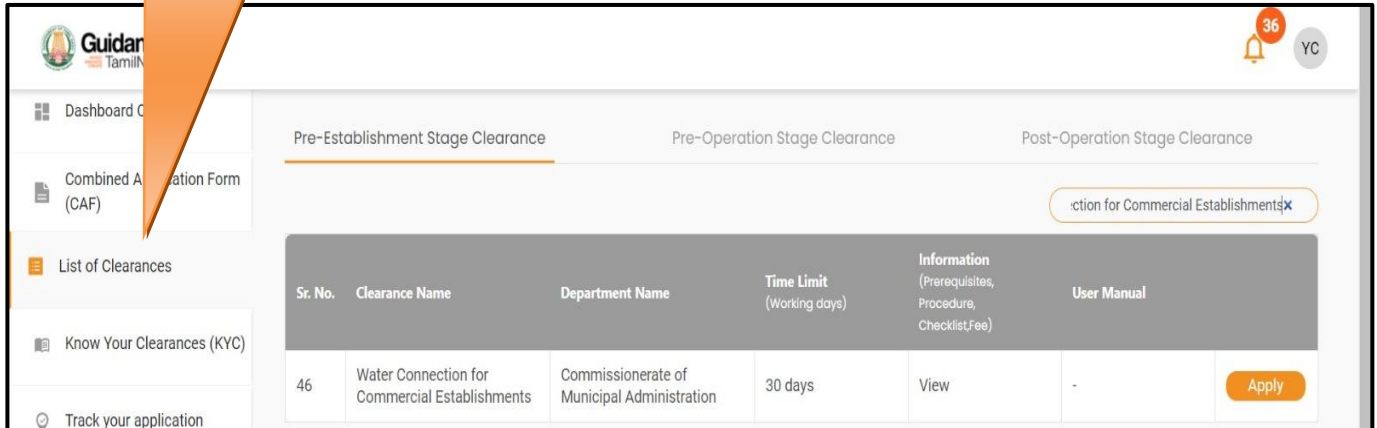 36
YC
TamilN
Dashboard
Pre-Establishment Stage Clearance
Pre-Operation Stage Clearance
Post-Operation Stage Clearance
Combined Form
(CAF)
ction for Commercial Establishments×
List of Clearances
Sr. No.
Clearance Name
Department Name
Time Limit
(Working days)
Information
(Prerequisites,
Procedure,
Checklist,Fee)
User Manual
Know Your Clearances (KYC)
46
Water Connection for
Commercial Establishments
Commissionerate of
Municipal Administration
30 days
View
-
Apply
Track your application